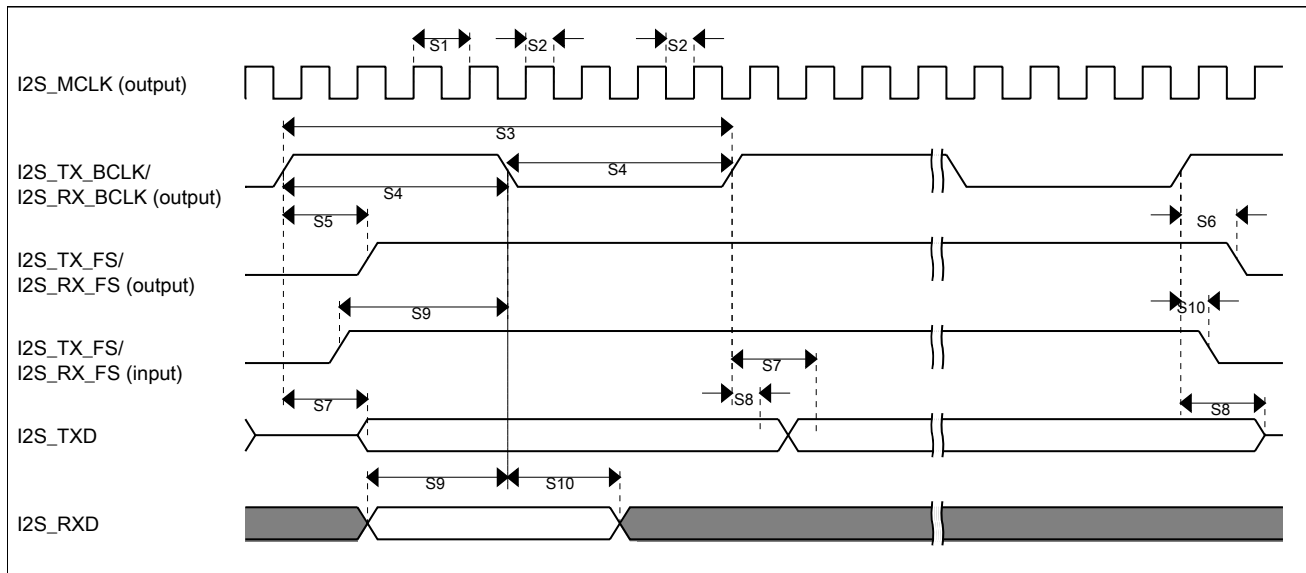 S1
S2
S2
I2S_MCLK (output)
S3
I2S_TX_BCLK/
I2S_RX_BCLK (output)
S4
S4
S5
S6
I2S_TX_FS/
I2S_RX_FS (output)
S9
S10
I2S_TX_FS/
I2S_RX_FS (input)
S7
S8
S7
S8
I2S_TXD
S9
S10
I2S_RXD